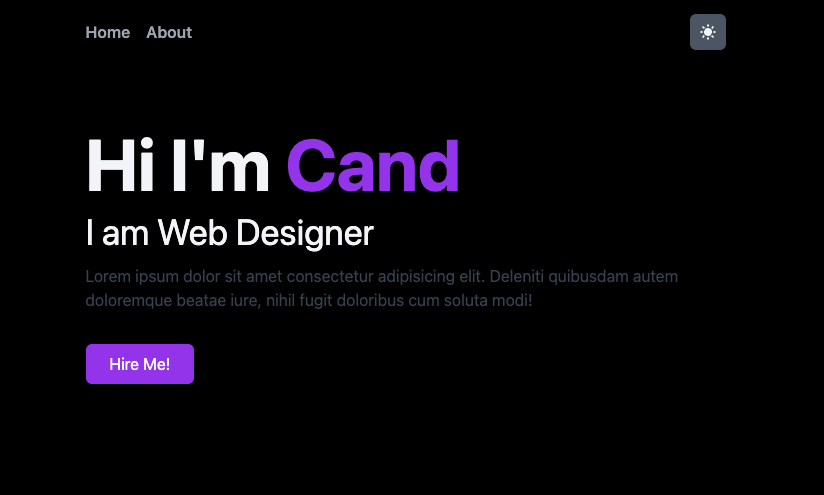 Home About
Hi I'm Cand
I am Web Designer
Lorem ipsum dolor sit amet consectetur adipisicing elit. Deleniti quibusdam autem
doloremque beatae iure, nihil fugit doloribus cum soluta modi!
Hire Me!